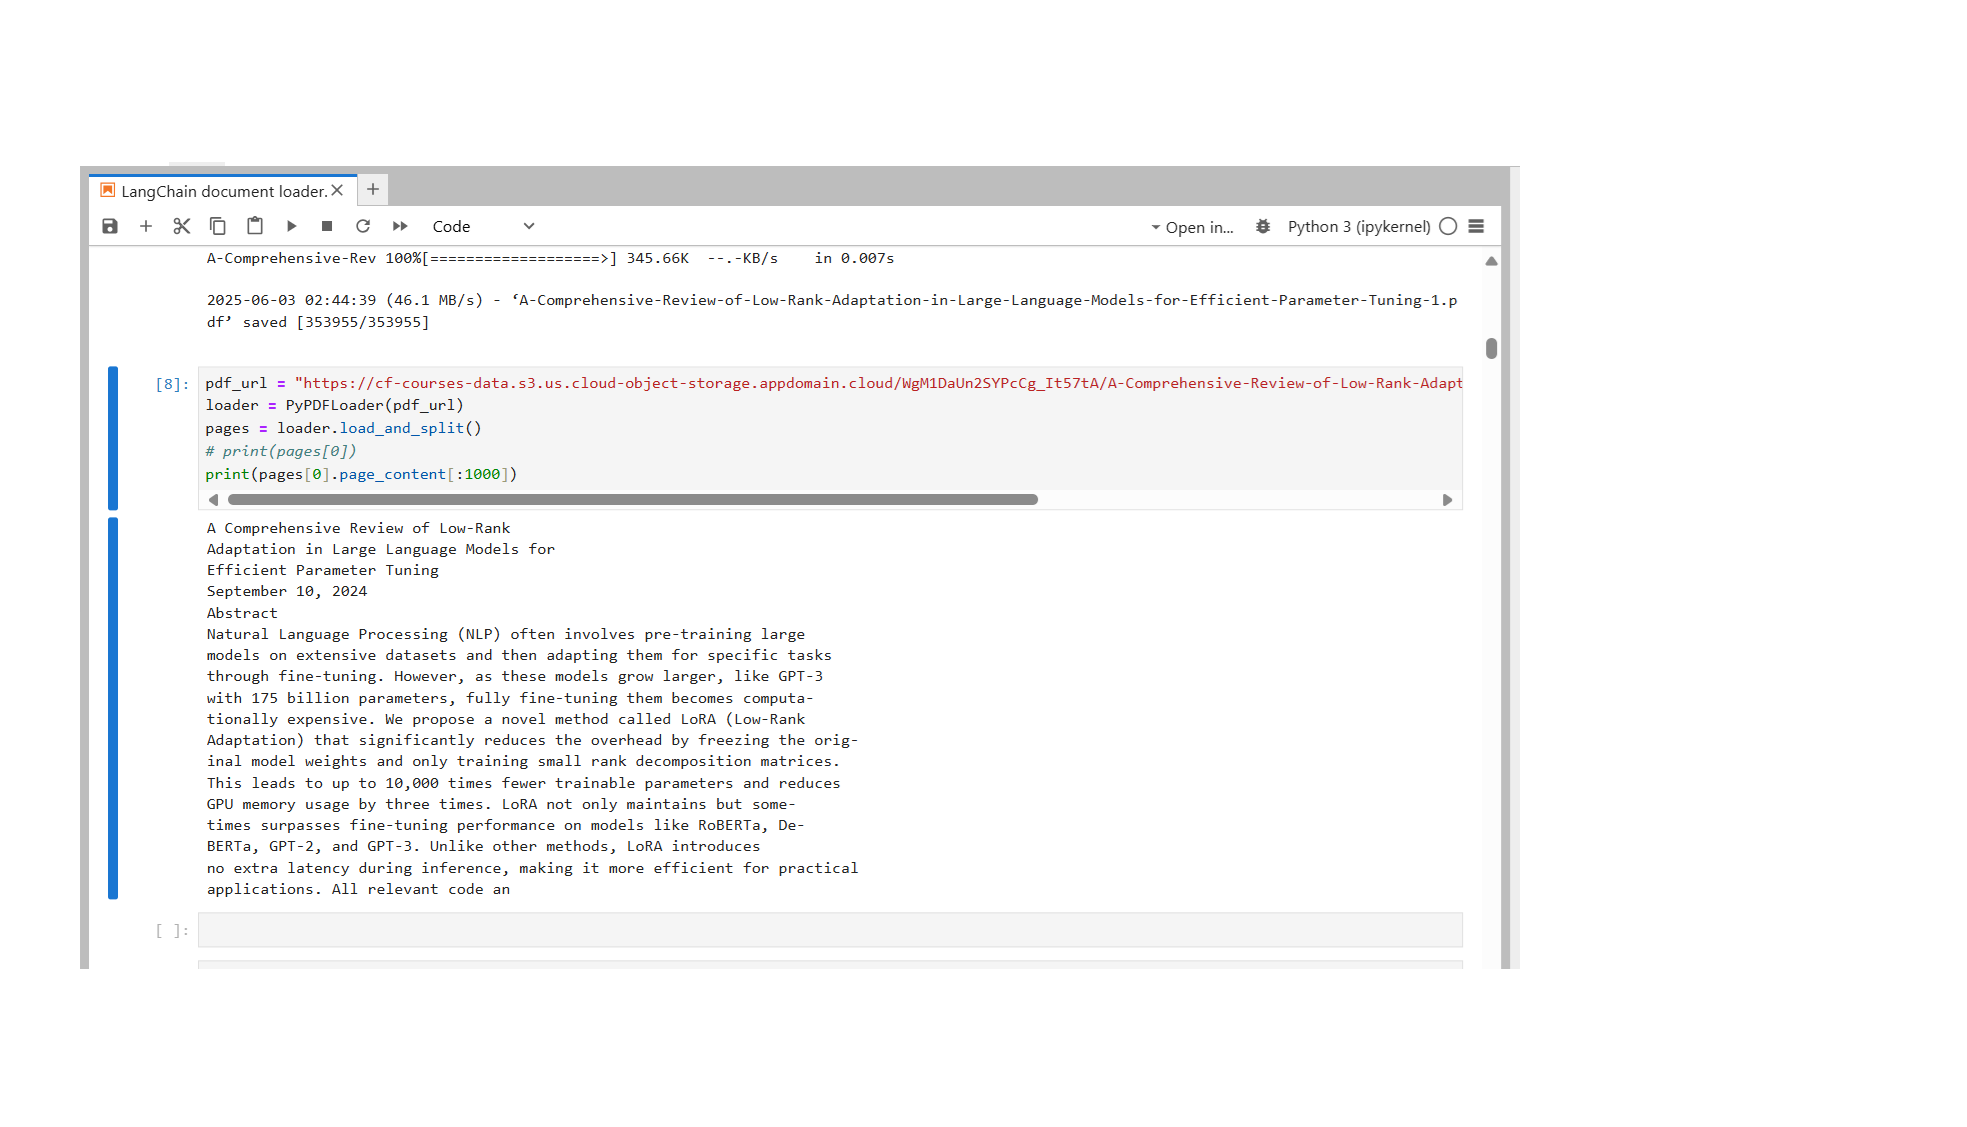 LangChain document loader.
Code
Open in...
Python 3 (ipykernel)
A-Comprehensive-Rev 100%[===================>] 345.66K  --.-KB/s    in 0.007s
2025-06-03 02:44:39 (46.1 MB/s) - ‘A-Comprehensive-Review-of-Low-Rank-Adaptation-in-Large-Language-Models-for-Efficient-Parameter-Tuning-1.p
df’ saved [353955/353955]
[8]:
pdf_url = "https://cf-courses-data.s3.us.cloud-object-storage.appdomain.cloud/WgM1DaUn2SYPcCg_It57tA/A-Comprehensive-Review-of-Low-Rank-Adapt
loader = PyPDFLoader(pdf_url)
pages = loader.load_and_split()
# print(pages[0])
print(pages[0].page_content[:1000])
A Comprehensive Review of Low-Rank
Adaptation in Large Language Models for
Efficient Parameter Tuning
September 10, 2024
Abstract
Natural Language Processing (NLP) often involves pre-training large
models on extensive datasets and then adapting them for specific tasks
through fine-tuning. However, as these models grow larger, like GPT-3
with 175 billion parameters, fully fine-tuning them becomes computa-
tionally expensive. We propose a novel method called LoRA (Low-Rank
Adaptation) that significantly reduces the overhead by freezing the orig-
inal model weights and only training small rank decomposition matrices.
This leads to up to 10,000 times fewer trainable parameters and reduces
GPU memory usage by three times. LoRA not only maintains but some-
times surpasses fine-tuning performance on models like RoBERTa, De-
BERTa, GPT-2, and GPT-3. Unlike other methods, LoRA introduces
no extra latency during inference, making it more efficient for practical
applications. All relevant code an
[ ]: